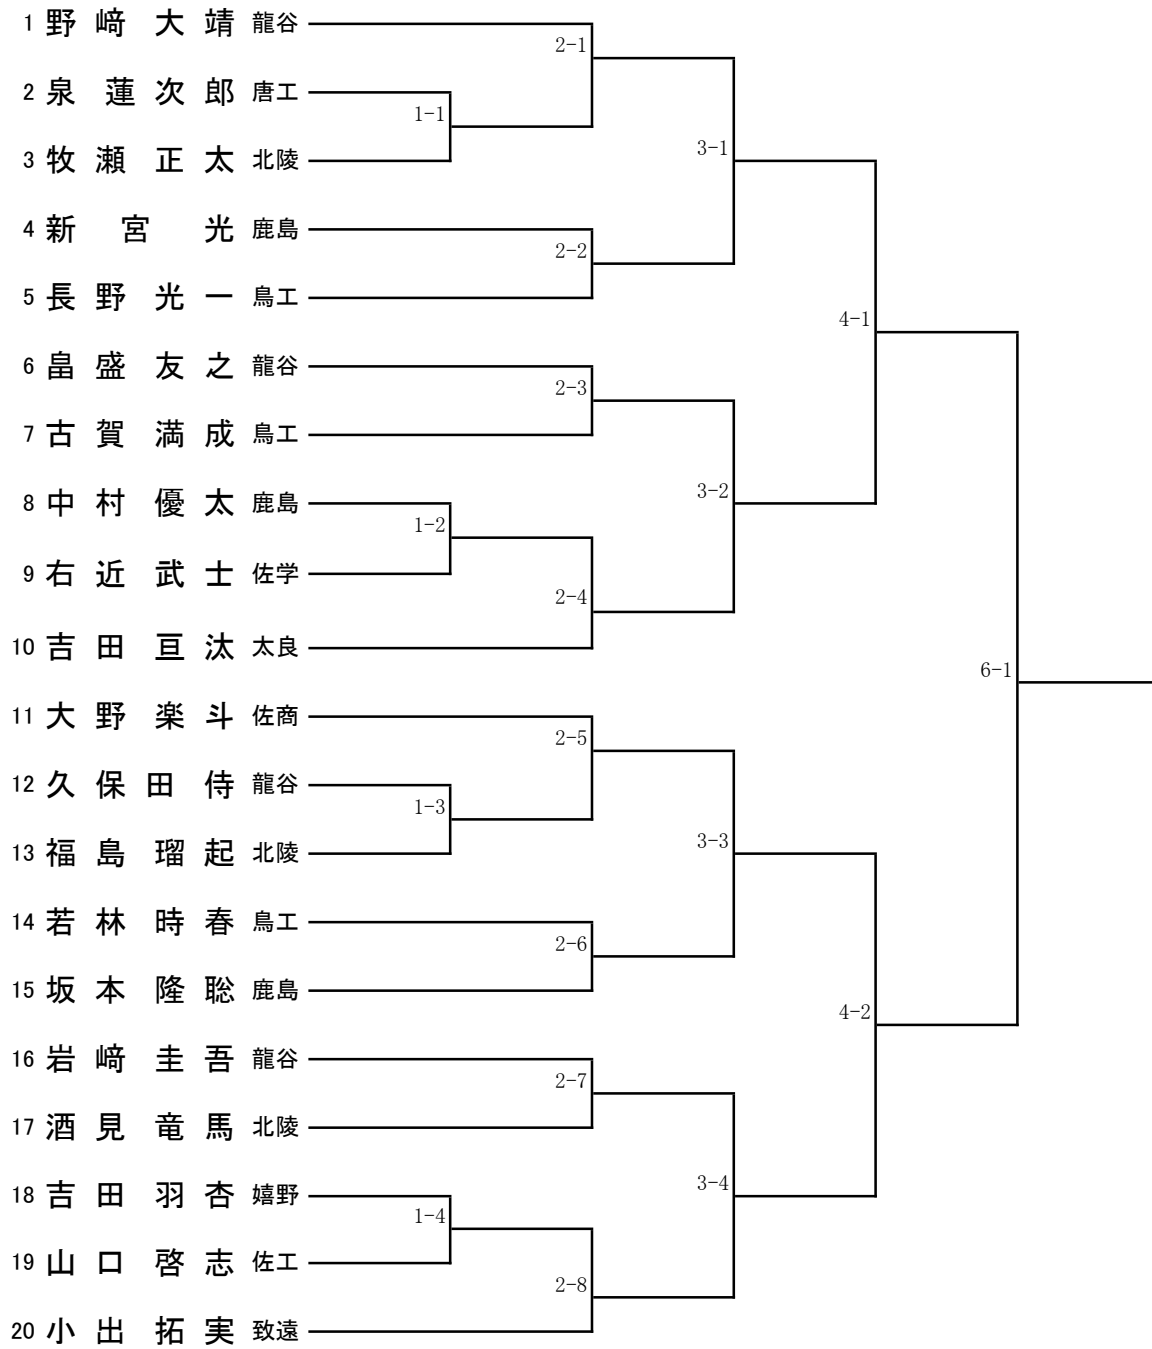 1 野﨑大靖 龍谷
2-1
2 泉蓮次郎 唐工
1-1
3 牧瀬正太 北陵
3-1
4 新宮光 鹿島
2-2
5 長野光一 鳥工
4-1
6 畠盛友之 龍谷
2-3
7 古賀満成 鳥工
3-2
8 中村優太 鹿島
1-2
9 右近武士 佐学
2-4
10 吉田亘汰 太良
6-1
11 大野楽斗 佐商
2-5
12 久保田侍 龍谷
1-3
13 福島瑠起 北陵
3-3
14 若林時春 鳥工
2-6
15 坂本隆聡 鹿島
4-2
16 岩﨑圭吾 龍谷
2-7
17 酒見竜馬 北陵
3-4
18 吉田羽杏 嬉野
1-4
19 山口啓志 佐工
2-8
20 小出拓実 致遠